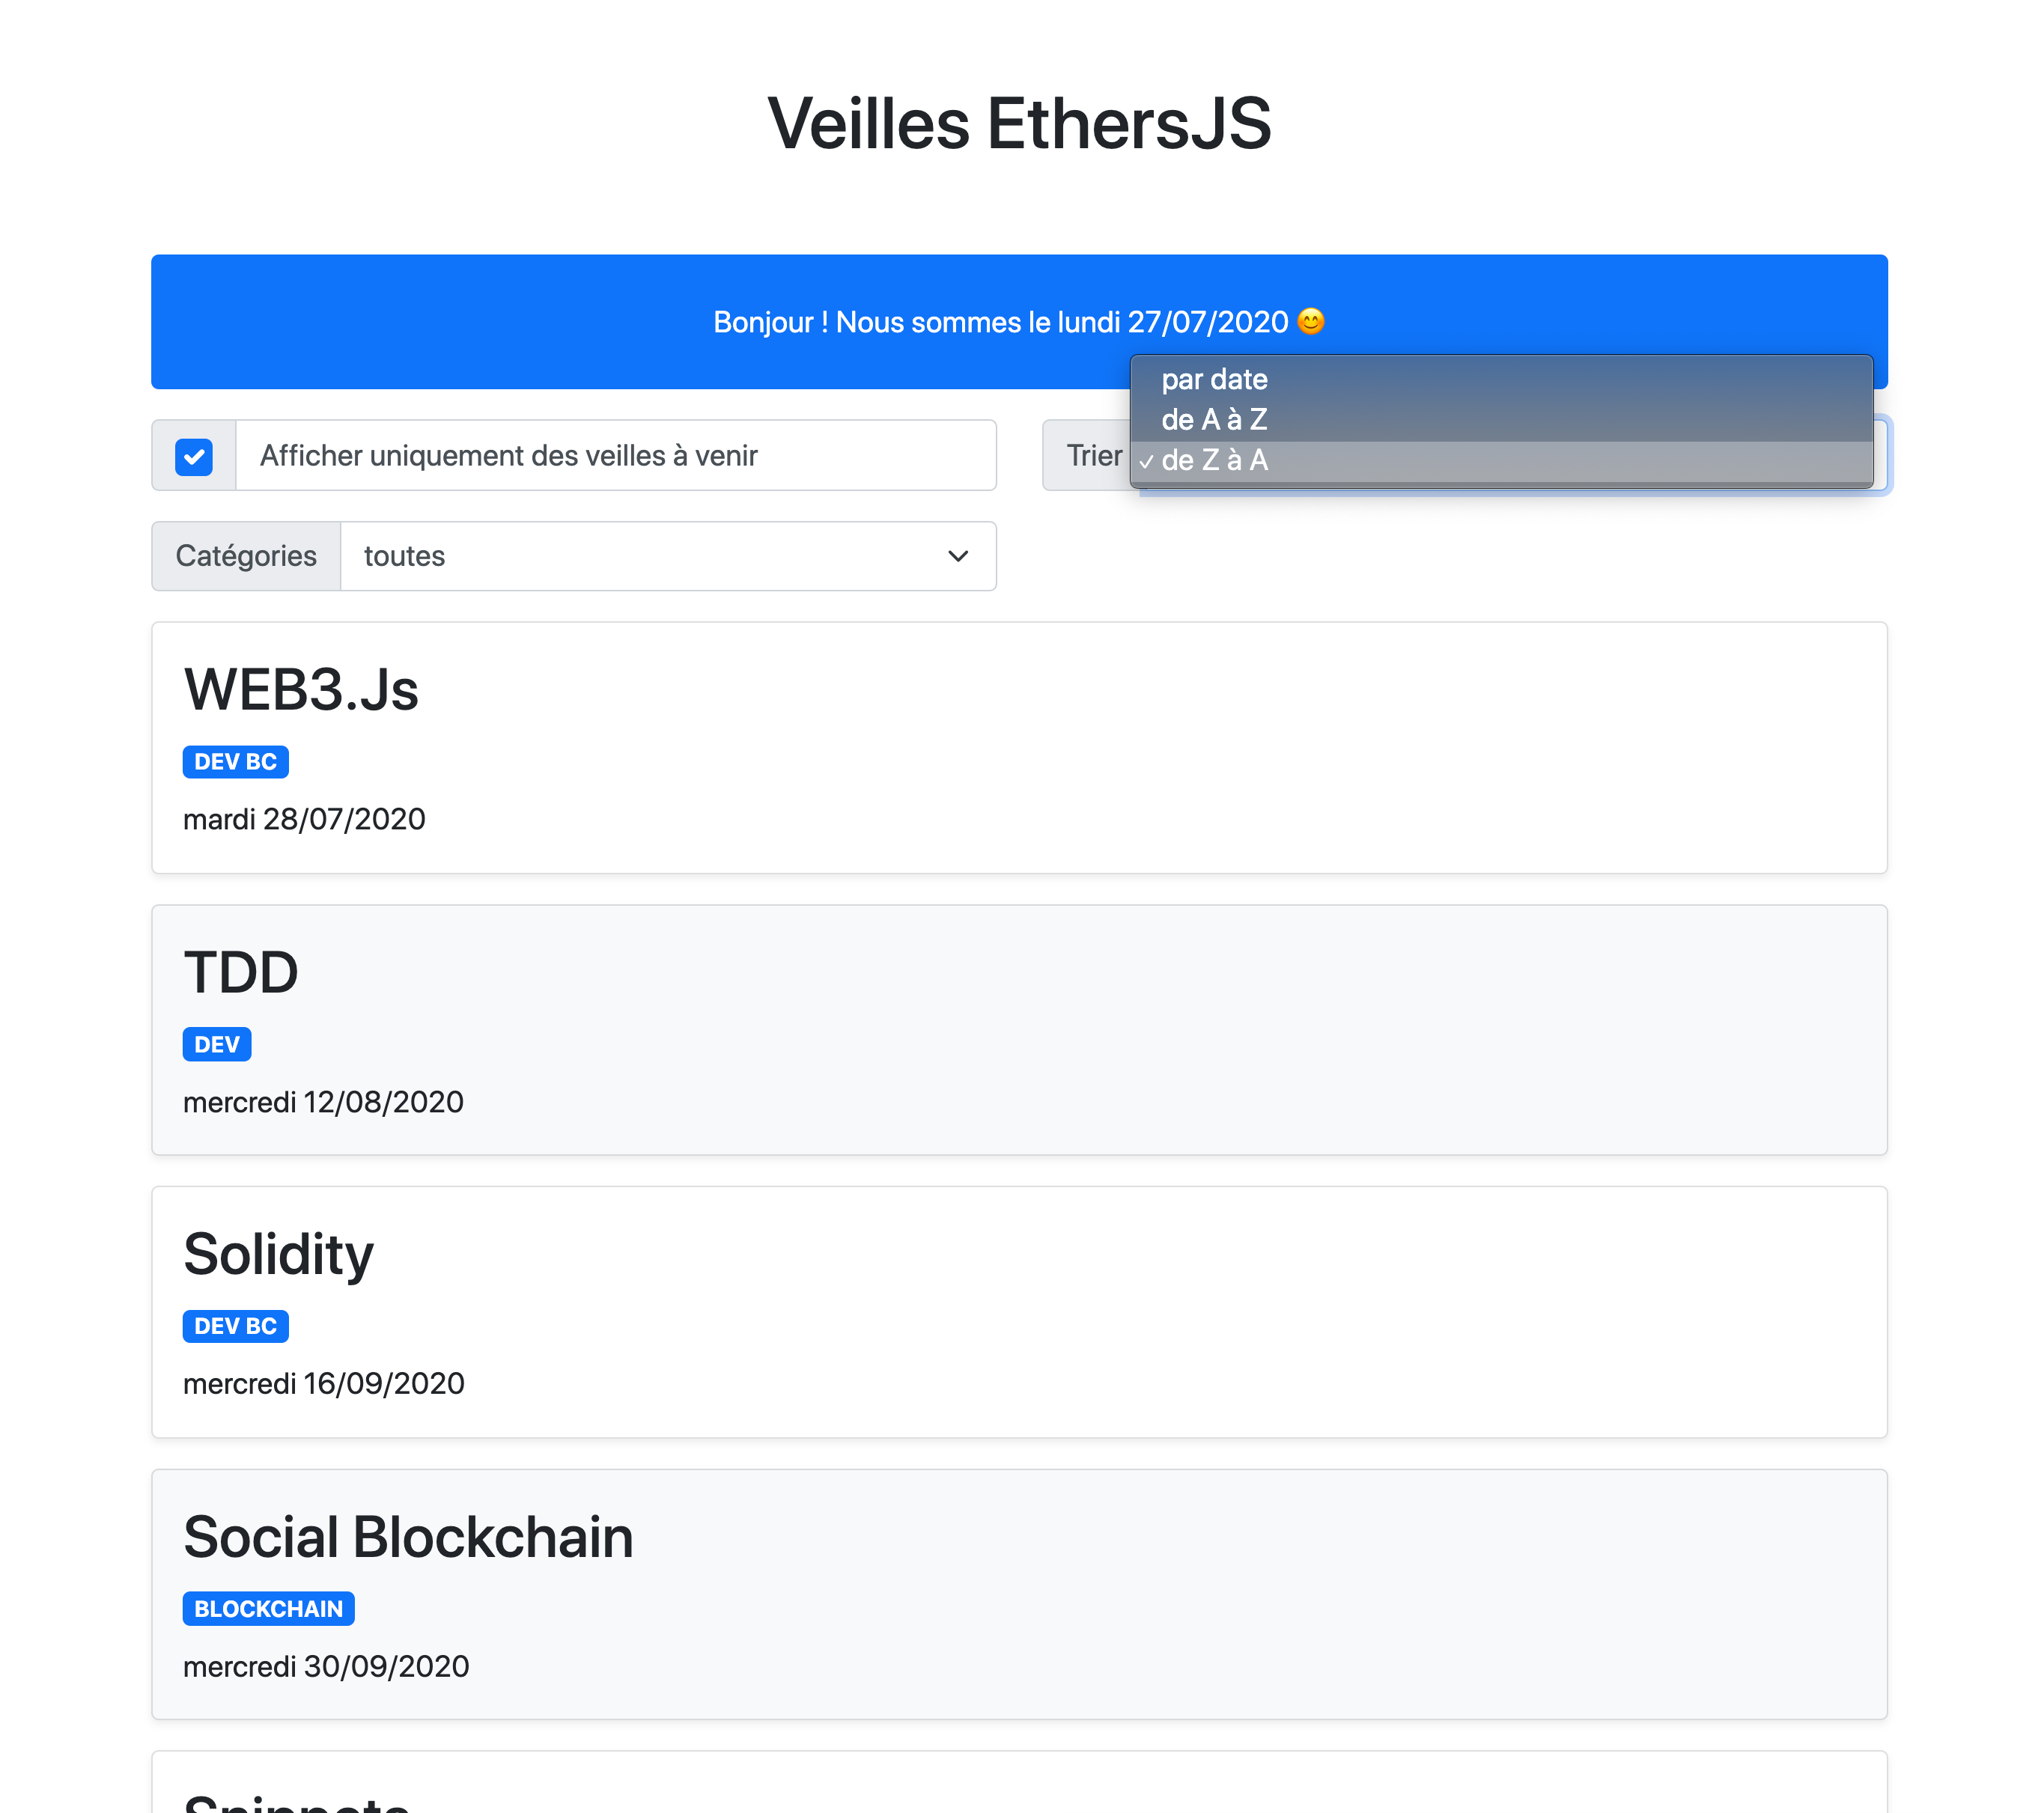 Veilles EthersJS
Bonjour ! Nous sommes le lundi 27/07/2020 😊
Afficher uniquement des veilles à venir
Trier
par date
de A à Z
✓ de Z à A
Catégories
toutes
WEB3.Js
DEV BC
mardi 28/07/2020
TDD
DEV
mercredi 12/08/2020
Solidity
DEV BC
mercredi 16/09/2020
Social Blockchain
BLOCKCHAIN
mercredi 30/09/2020